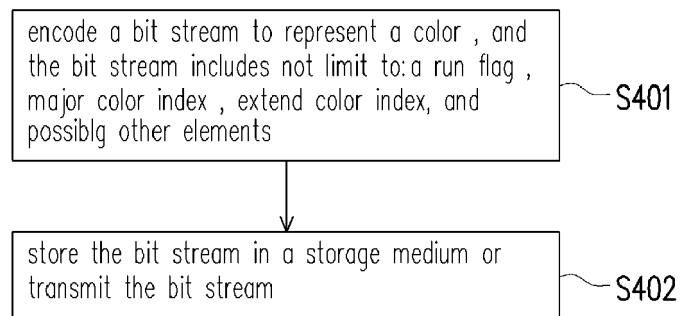 encode a bit stream to represent a color , and
the bit stream includes not limit to: a run flag ,
major color index , extend color index, and
possiblg other elements
S401
store the bit stream in a storage medium or
transmit the bit stream
S402